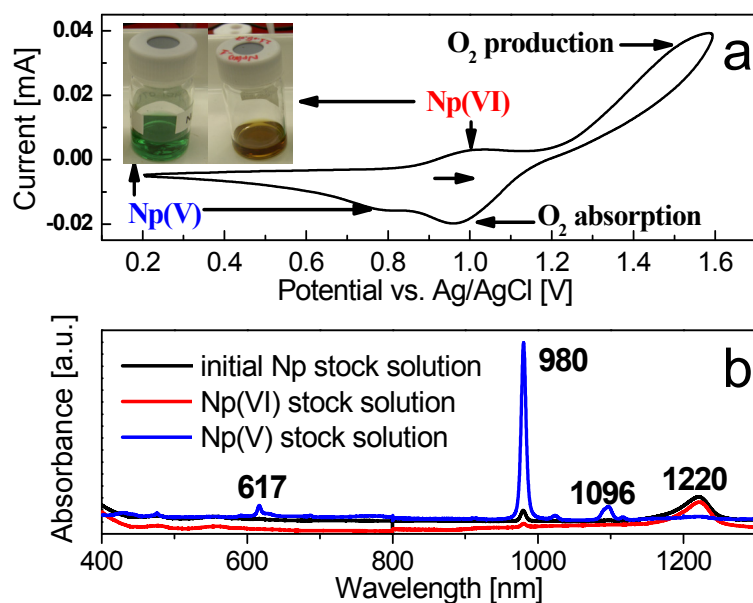 a
0.04
0.02
0.00
-0.02
Current [mA]
O2 production
Np(VI)
Np(V)
O2 absorption
0.2 0.4 0.6 0.8 1.0 1.2 1.4 1.6
Potential vs. Ag/AgCl [V]
b
Absorbance [a.u.]
initial Np stock solution
Np(VI) stock solution
Np(V) stock solution
980
617
1096
1220
400 600 800 1000 1200
Wavelength [nm]